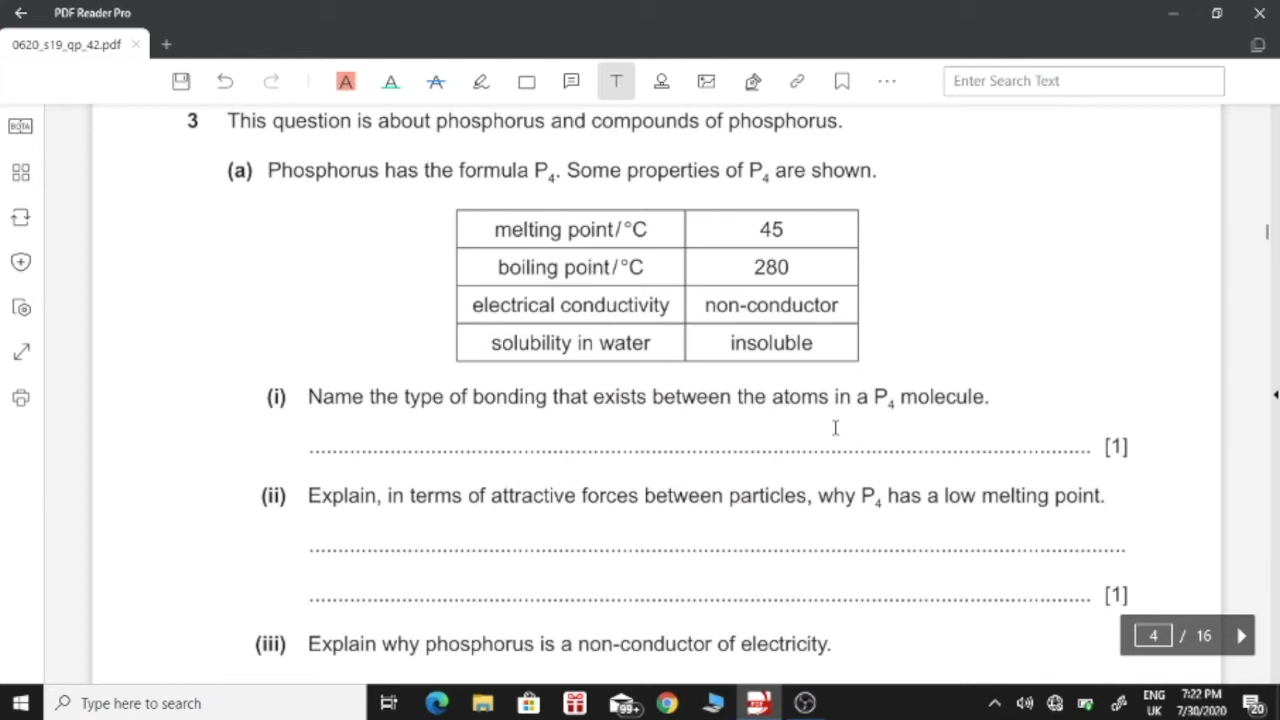 PDF Reader Pro
0620_s19_qp_42.pdf
Enter Search Text
BOTA
3 This question is about phosphorus and compounds of phosphorus.
(a) Phosphorus has the formula P₄. Some properties of P₄ are shown.
melting point/°C 45
boiling point/°C 280
electrical conductivity non-conductor
solubility in water insoluble
(i) Name the type of bonding that exists between the atoms in a P₄ molecule.
.......................................................................................................... [1]
(ii) Explain, in terms of attractive forces between particles, why P₄ has a low melting point.
..............................................................................................................
.......................................................................................................... [1]
4 / 16
(iii) Explain why phosphorus is a non-conductor of electricity.
Type here to search
99+
ENG
UK
7:22 PM
7/30/2020
20